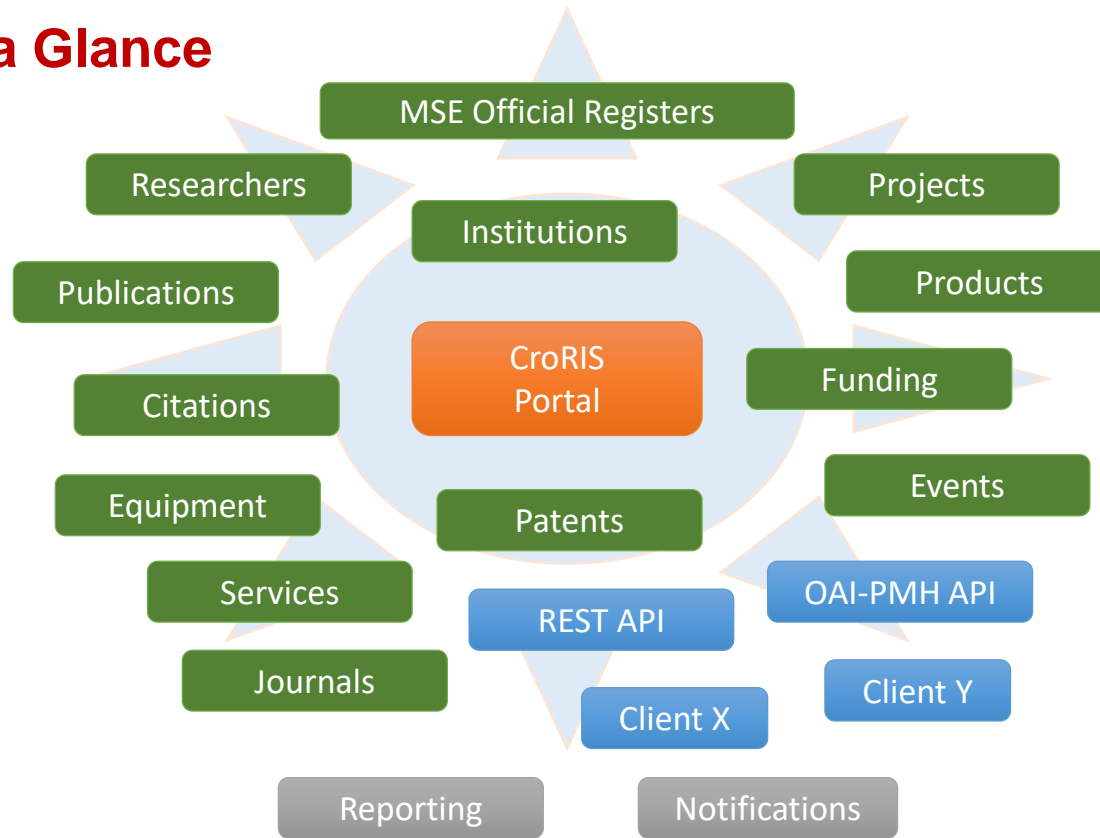 a Glance
MSE Official Registers
Researchers
Projects
Institutions
Publications
Products
CroRIS
Portal
Funding
Citations
Equipment
Events
Patents
Services
REST API
OAI-PMH API
Journals
Client X
Client Y
Reporting
Notifications